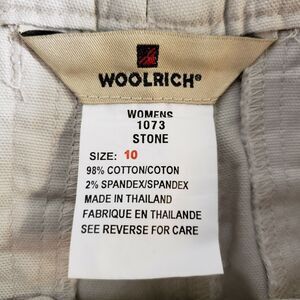 WOOLRICH®
WOMENS
1073
STONE
SIZE: 10
98% COTTON/COTON
2% SPANDEX/SPANDEX
MADE IN THAILAND
FABRIQUE EN THAILANDE
SEE REVERSE FOR CARE